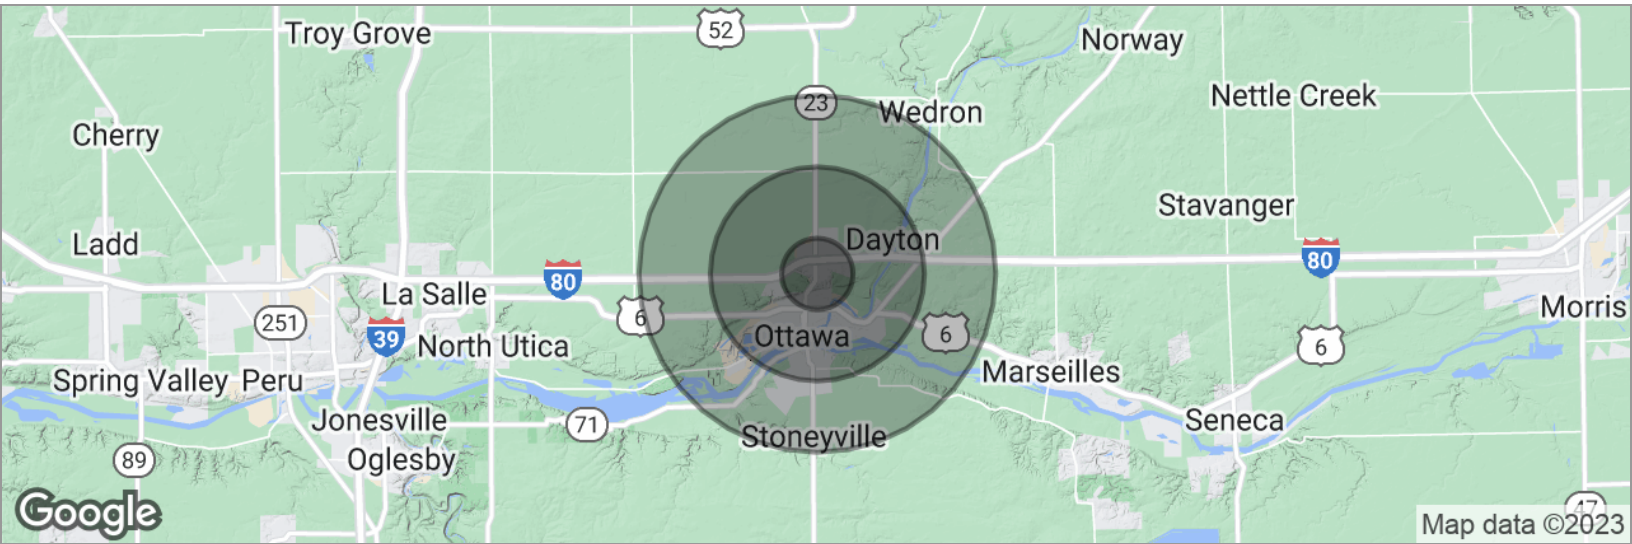 Troy Grove
52
Norway
23
Wedron
Nettle Creek
Cherry
Stavanger
Ladd
Dayton
80
80
La Salle
251
6
Ottawa
6
Morris
39
North Utica
6
Spring Valley
Peru
Marseilles
Jonesville
71
Stoneyville
Seneca
89
Oglesby
Google
47
Map data ©2023